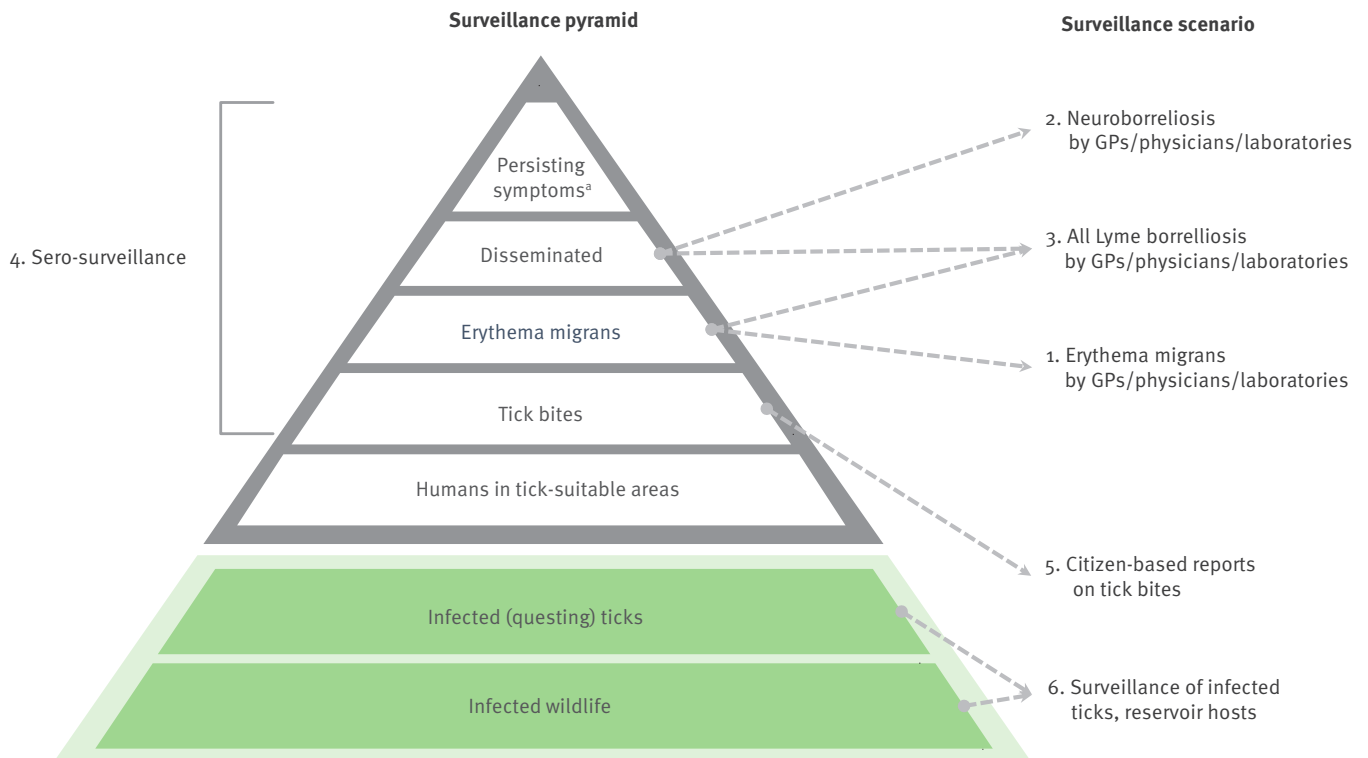 Surveillance pyramid
Surveillance scenario
4. Sero-surveillance
Persisting
symptomsª
Disseminated
Erythema migrans
Tick bites
Humans in tick-suitable areas
Infected (questing) ticks
Infected wildlife
2. Neuroborreliosis
by GPs/physicians/laboratories
3. All Lyme borrelliosis
by GPs/physicians/laboratories
1. Erythema migrans
by GPs/physicians/laboratories
5. Citizen-based reports
on tick bites
6. Surveillance of infected
ticks, reservoir hosts